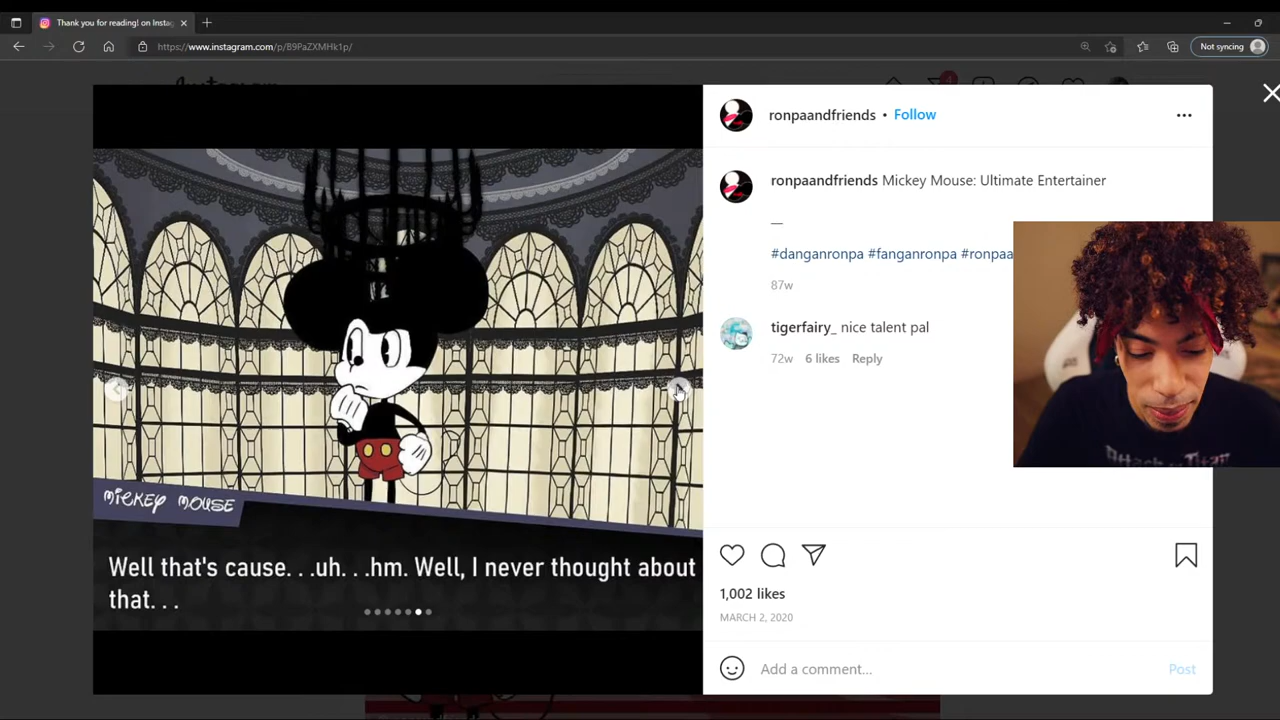 Thank you for reading! on Insta
https://www.instagram.com/p/B9PaZXMHk1p/
Not syncing
4
ronpaandfriends • Follow
ronpaandfriends Mickey Mouse: Ultimate Entertainer
—
#danganronpa #fanganronpa #ronpaa
87w
tigerfairy_ nice talent pal
72w 6 likes Reply
MICKEY MOUSE
Well that's cause. . .uh. . .hm. Well, I never thought about
that. . .
1,002 likes
MARCH 2, 2020
Add a comment...
Post